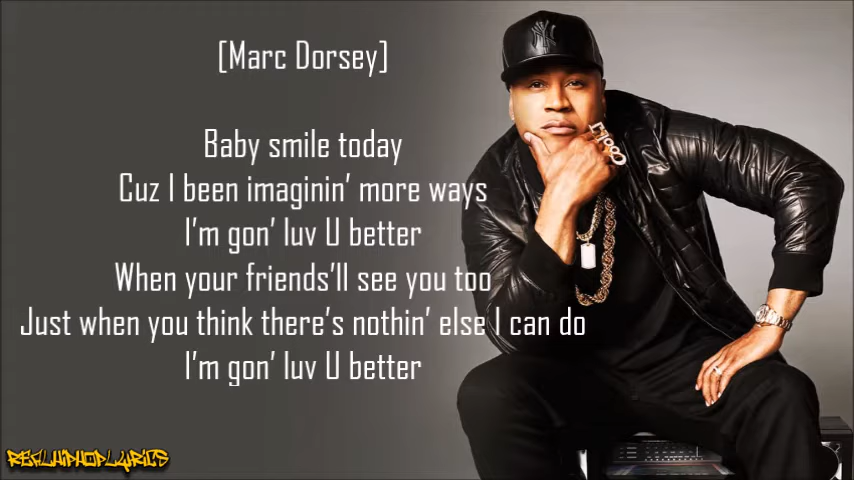 [Marc Dorsey]
Baby smile today
Cuz I been imaginin' more ways
I'm gon' luv U better
When your friends'll see you too
Just when you think there's nothin' else I can do
I'm gon' luv U better
NY
REALHIPHOPLYRICS